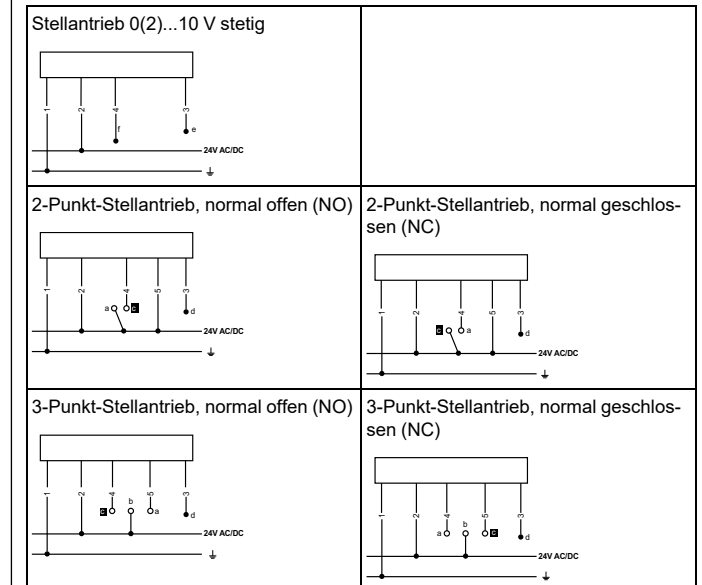 Stellantrieb 0(2)...10 V stetig
1 2 4 3
f e
24V AC/DC
2-Punkt-Stellantrieb, normal offen (NO)
1 2 4 5 3
a c d
24V AC/DC
2-Punkt-Stellantrieb, normal geschlos-
sen (NC)
1 2 4 5 3
c a d
24V AC/DC
3-Punkt-Stellantrieb, normal offen (NO)
1 2 4 5 3
c b a d
24V AC/DC
3-Punkt-Stellantrieb, normal geschlos-
sen (NC)
1 2 4 5 3
a b c d
24V AC/DC